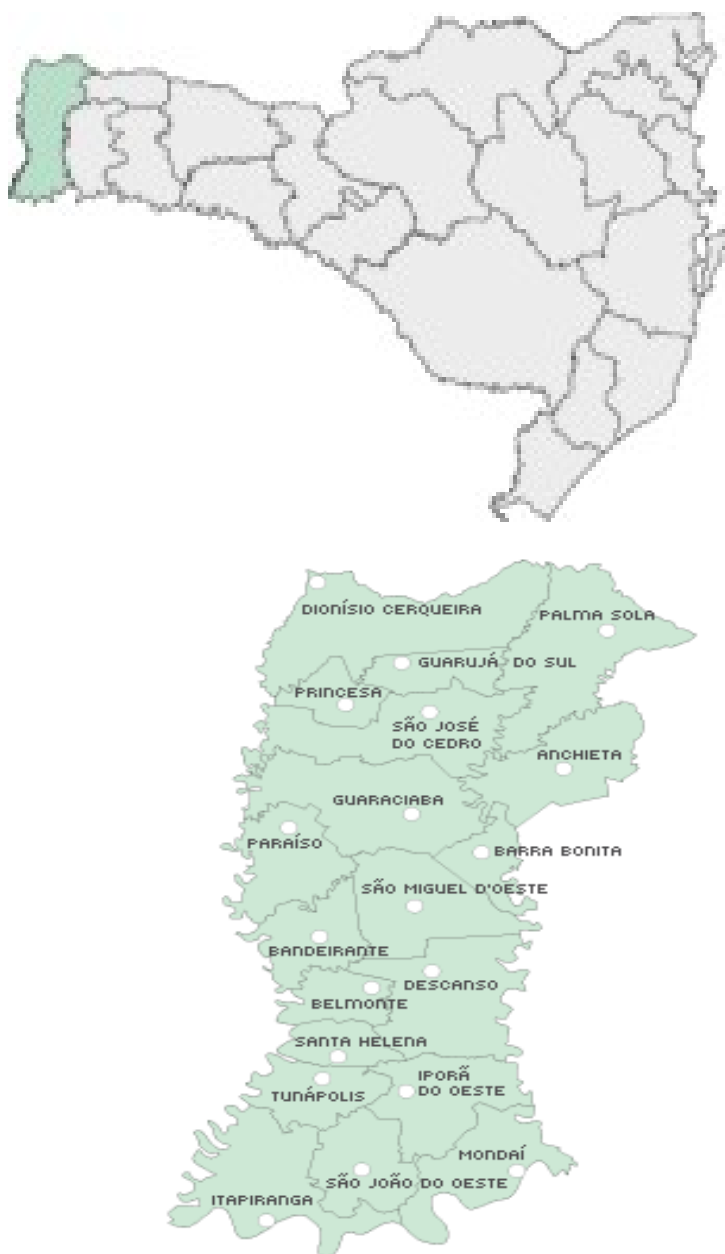 DIONÍSIO CERQUEIRA
PALMA SOLA
GUARUJÁ DO SUL
PRINCESA
SÃO JOSÉ
DO CEDRO
ANCHIETA
GUARACIABA
PARAÍSO
BARRA BONITA
SÃO MIGUEL D'OESTE
BANDEIRANTE
DESCANSO
BELMONTE
SANTA HELENA
IPORÃ
DO OESTE
TUNÁPOLIS
MONDAÍ
SÃO JOÃO DO OESTE
ITAPIRANGA